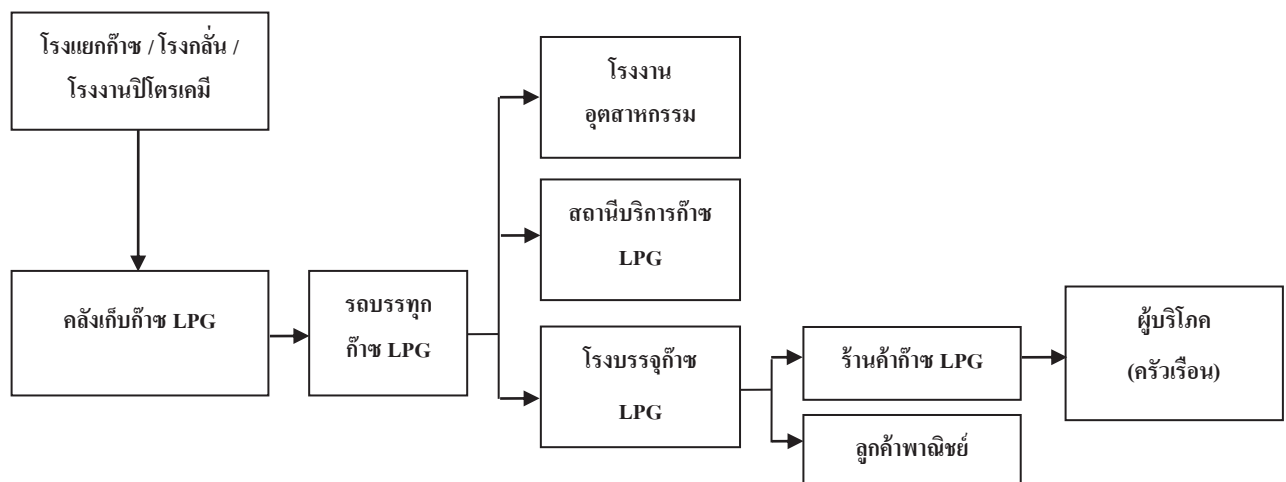 โรงแยกก๊าซ / โรงกลั่น /
โรงงานปิโตรเคมี
คลังเก็บก๊าซ LPG
รถบรรทุก
ก๊าซ LPG
โรงงาน
อุตสาหกรรม
สถานีบริการก๊าซ
LPG
โรงบรรจุก๊าซ
LPG
ร้านค้าก๊าซ LPG
ลูกค้าพาณิชย์
ผู้บริโภค
(ครัวเรือน)